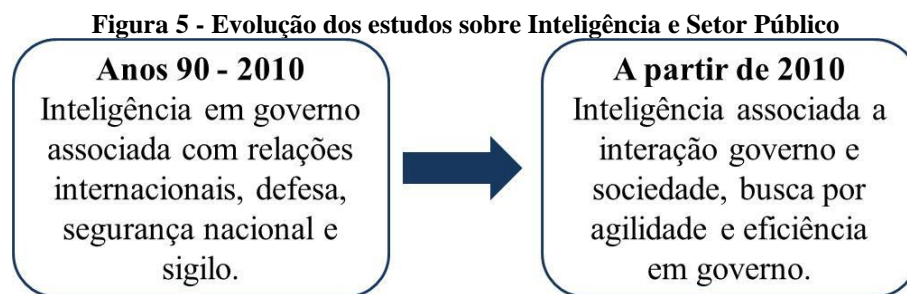 Figura 5 - Evolução dos estudos sobre Inteligência e Setor Público
Anos 90 - 2010
Inteligência em governo
associada com relações
internacionais, defesa,
segurança nacional e
sigilo.
A partir de 2010
Inteligência associada a
interação governo e
sociedade, busca por
agilidade e eficiência
em governo.